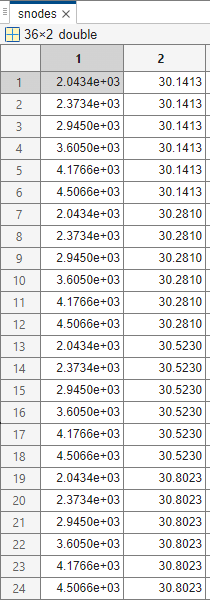 snodes ×
36×2 double
1 2
1 2.0434e+03 30.1413
2 2.3734e+03 30.1413
3 2.9450e+03 30.1413
4 3.6050e+03 30.1413
5 4.1766e+03 30.1413
6 4.5066e+03 30.1413
7 2.0434e+03 30.2810
8 2.3734e+03 30.2810
9 2.9450e+03 30.2810
10 3.6050e+03 30.2810
11 4.1766e+03 30.2810
12 4.5066e+03 30.2810
13 2.0434e+03 30.5230
14 2.3734e+03 30.5230
15 2.9450e+03 30.5230
16 3.6050e+03 30.5230
17 4.1766e+03 30.5230
18 4.5066e+03 30.5230
19 2.0434e+03 30.8023
20 2.3734e+03 30.8023
21 2.9450e+03 30.8023
22 3.6050e+03 30.8023
23 4.1766e+03 30.8023
24 4.5066e+03 30.8023